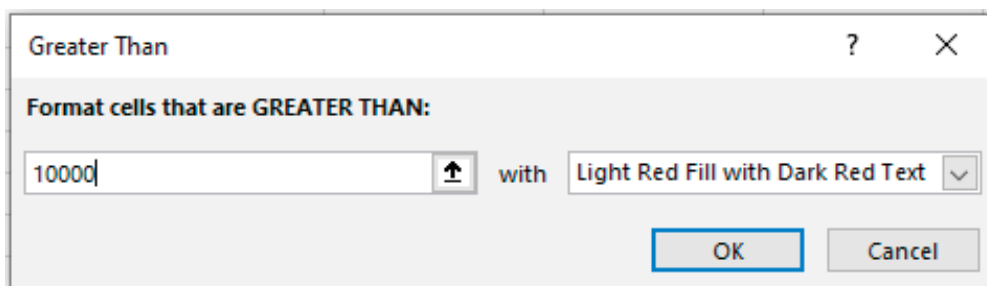 Greater Than ?
Format cells that are GREATER THAN:
10000 with Light Red Fill with Dark Red Text
OK Cancel